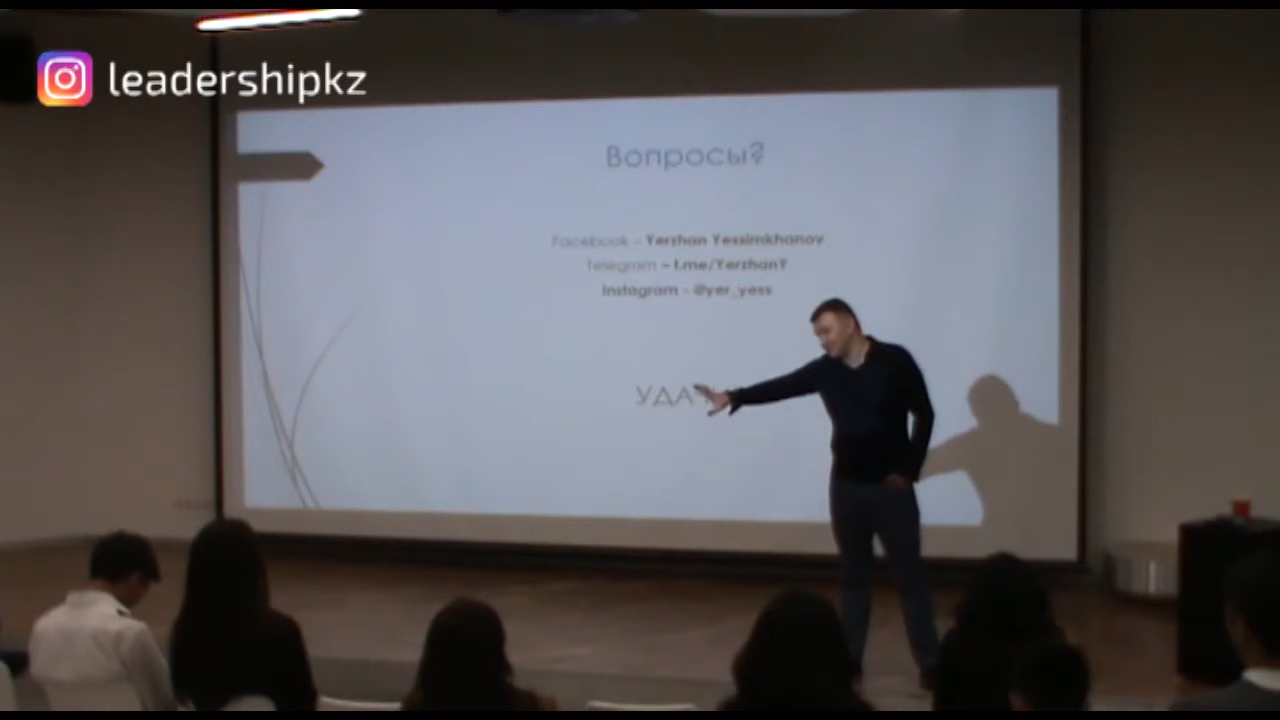 leadershipkz
Вопросы?
Facebook – Yerzhan Yessimkhanov
Telegram – t.me/YerzhanY
Instagram - @yer_yess